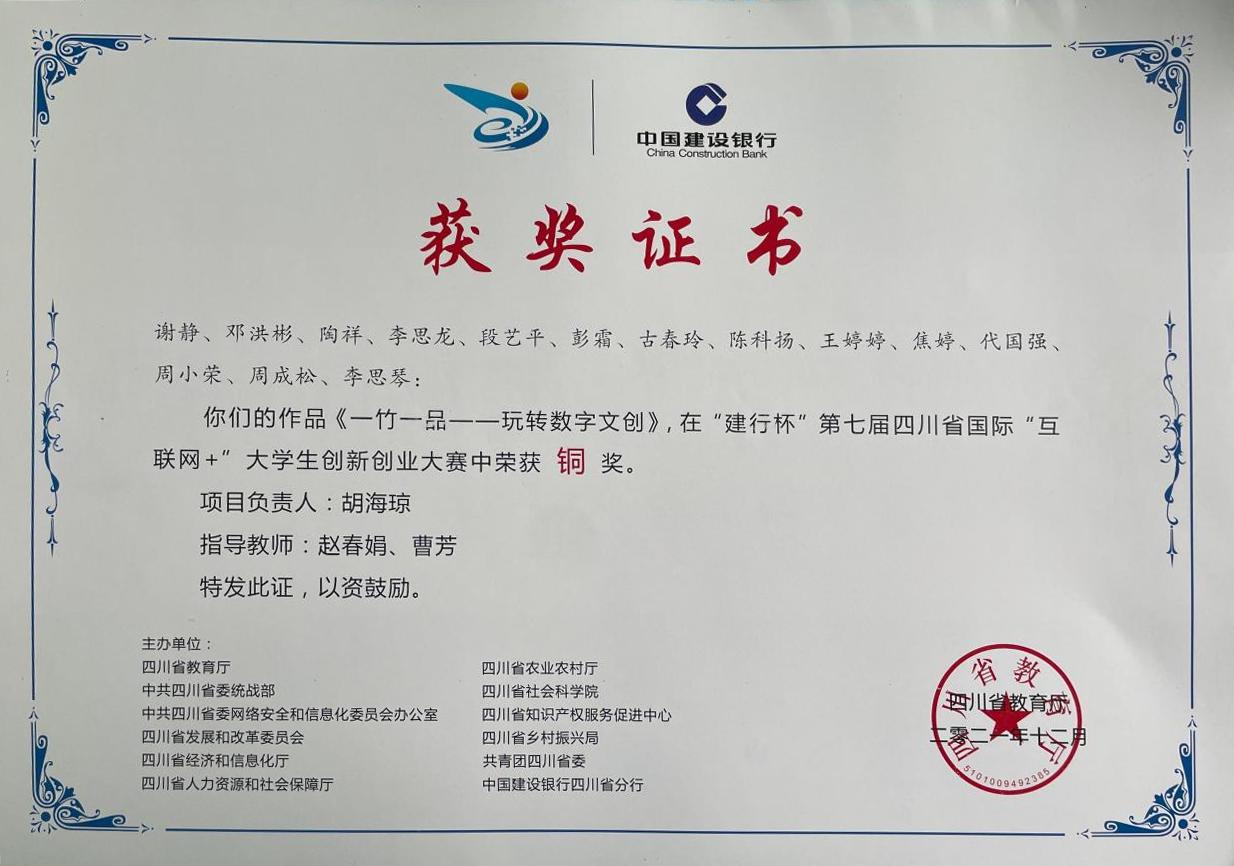 中国建设银行
China Construction Bank
获奖证书
谢静、邓洪彬、陶祥、李思龙、段艺平、彭霜、古春玲、陈科扬、王婷婷、焦婷、代国强、
周小荣、周成松、李思琴：
你们的作品《一竹一品——玩转数字文创》，在“建行杯”第七届四川省国际“互
联网+”大学生创新创业大赛中荣获 铜 奖。
项目负责人：胡海琼
指导教师：赵春娟、曹芳
特发此证，以资鼓励。
主办单位：
四川省教育厅
中共四川省委统战部
中共四川省委网络安全和信息化委员会办公室
四川省发展和改革委员会
四川省经济和信息化厅
四川省人力资源和社会保障厅
四川省农业农村厅
四川省社会科学院
四川省知识产权服务促进中心
四川省乡村振兴局
共青团四川省委
中国建设银行四川省分行
四川省教育厅
二零二一年十二月
四川省教育厅
5101009492385